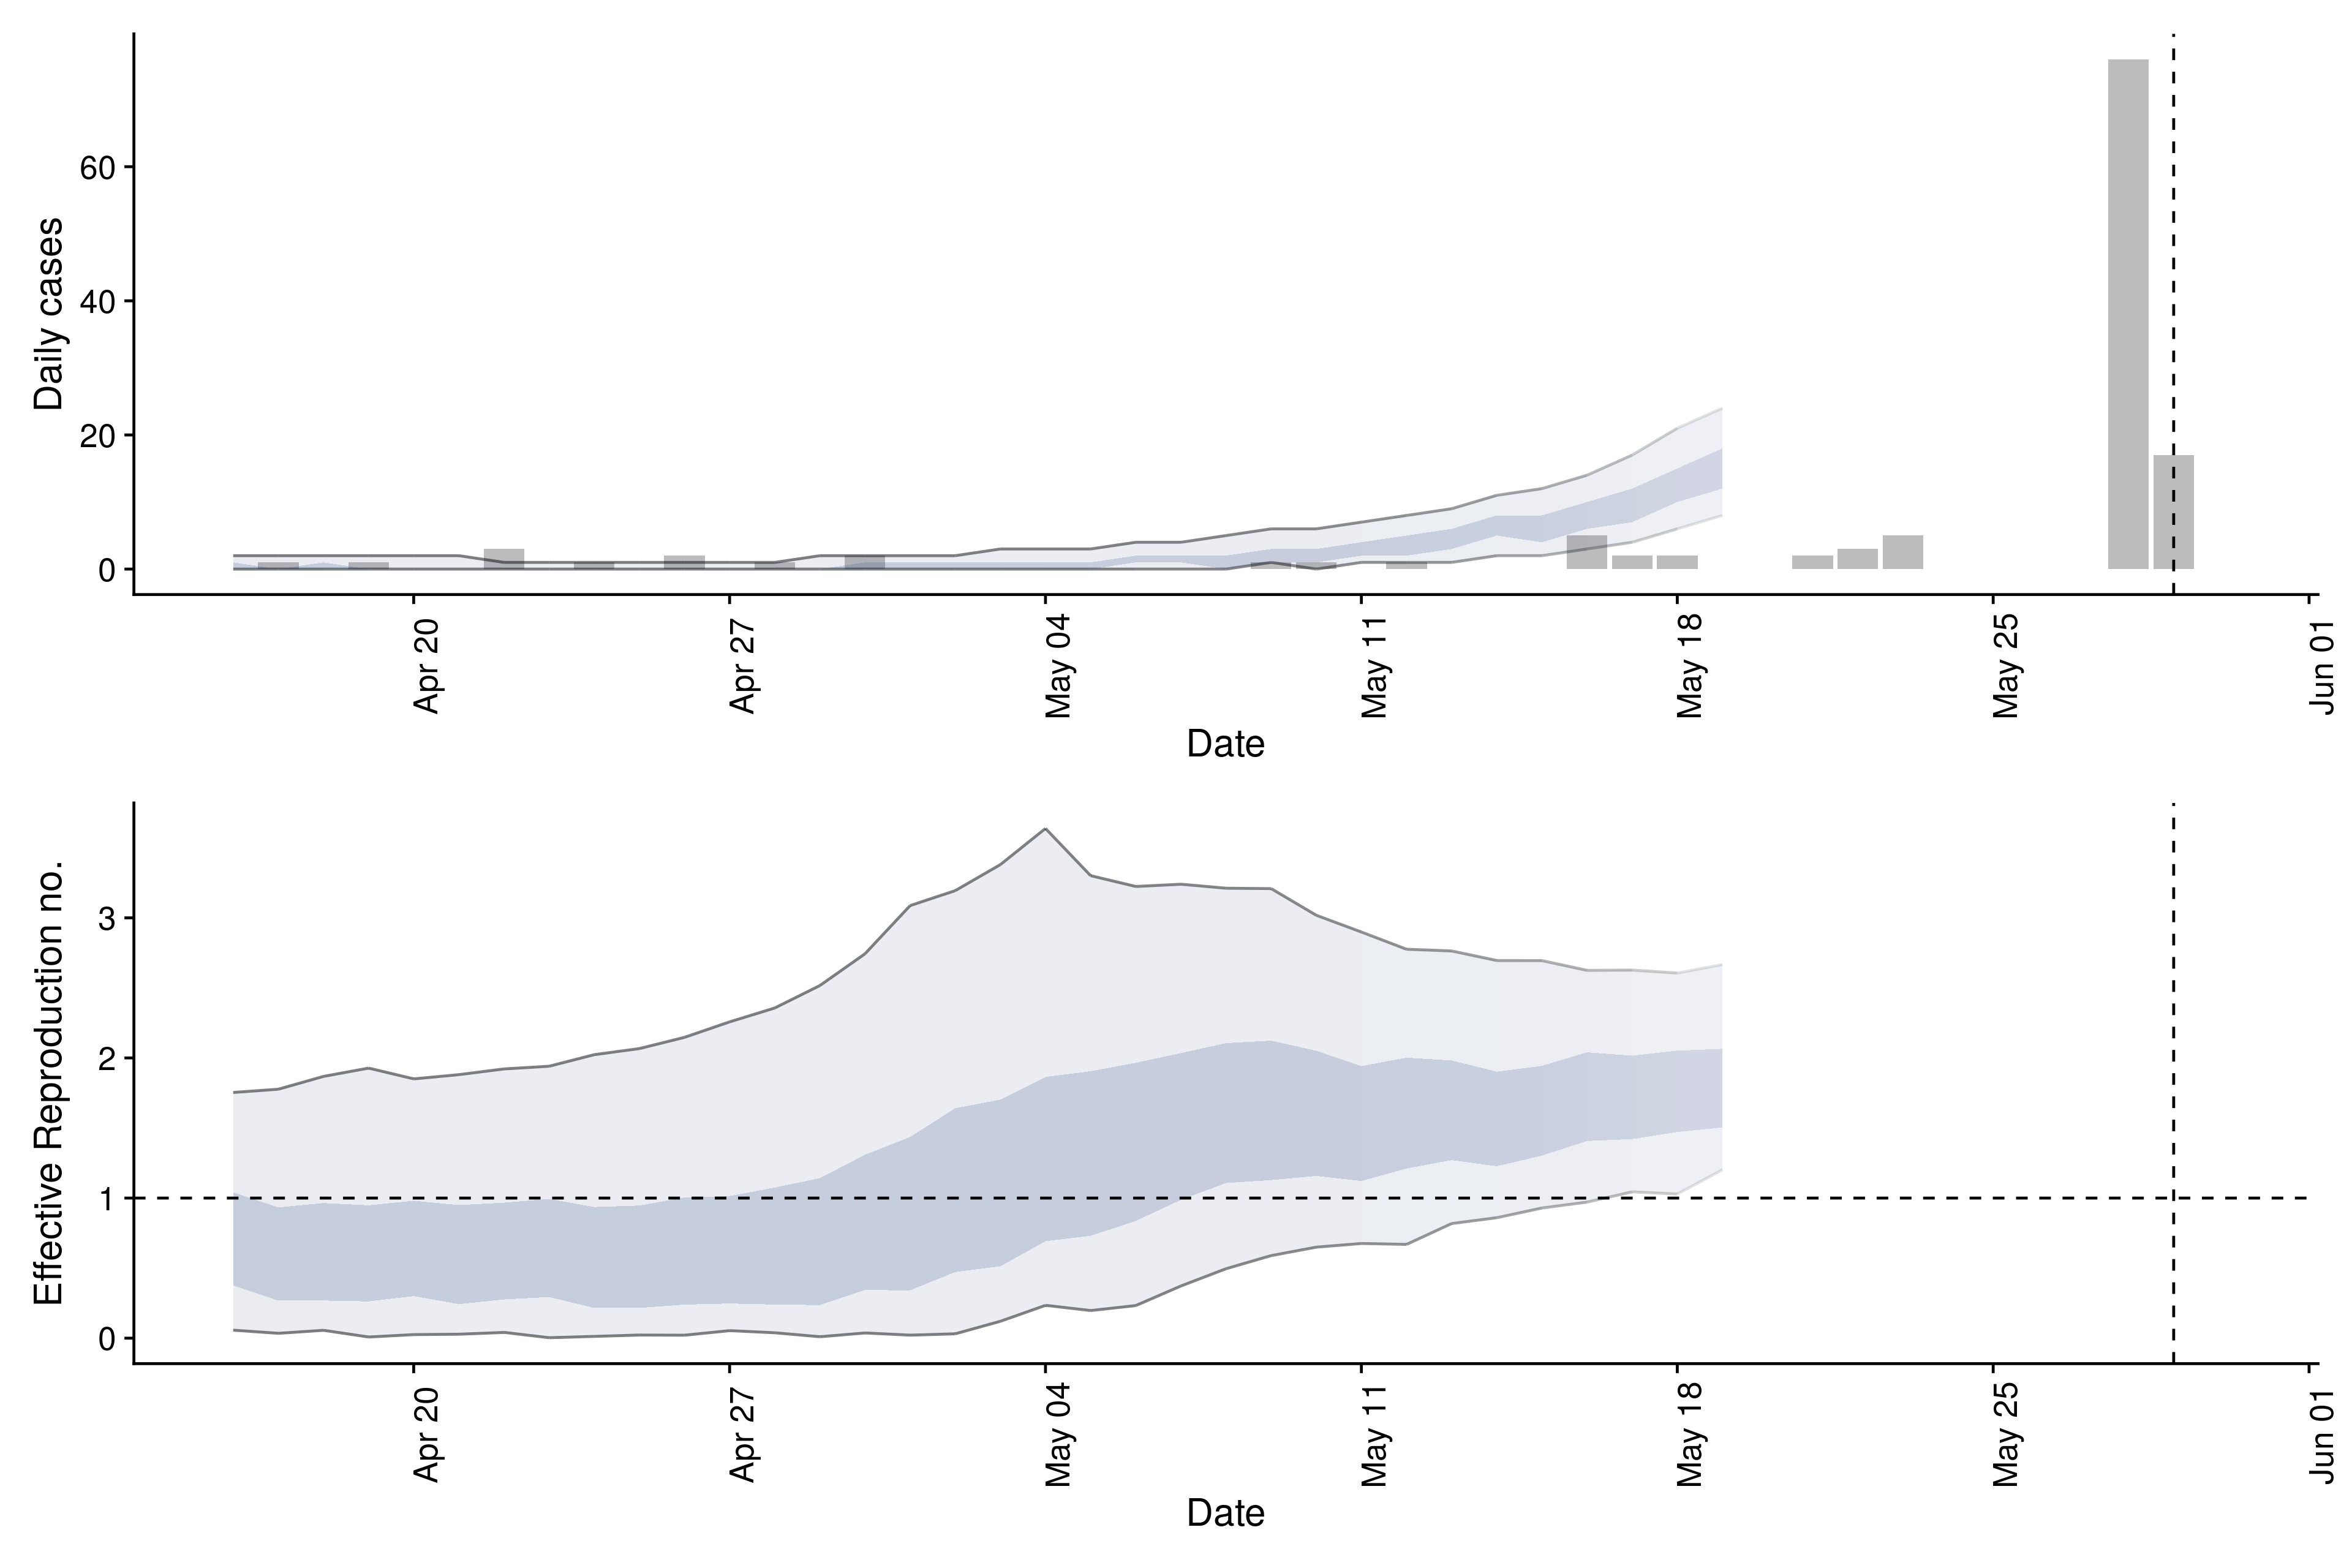 Daily cases
60
40
20
0
Apr 20
Apr 27
May 04
May 11
May 18
May 25
Jun 01
Date
Effective Reproduction no.
3
2
1
0
Apr 20
Apr 27
May 04
May 11
May 18
May 25
Jun 01
Date